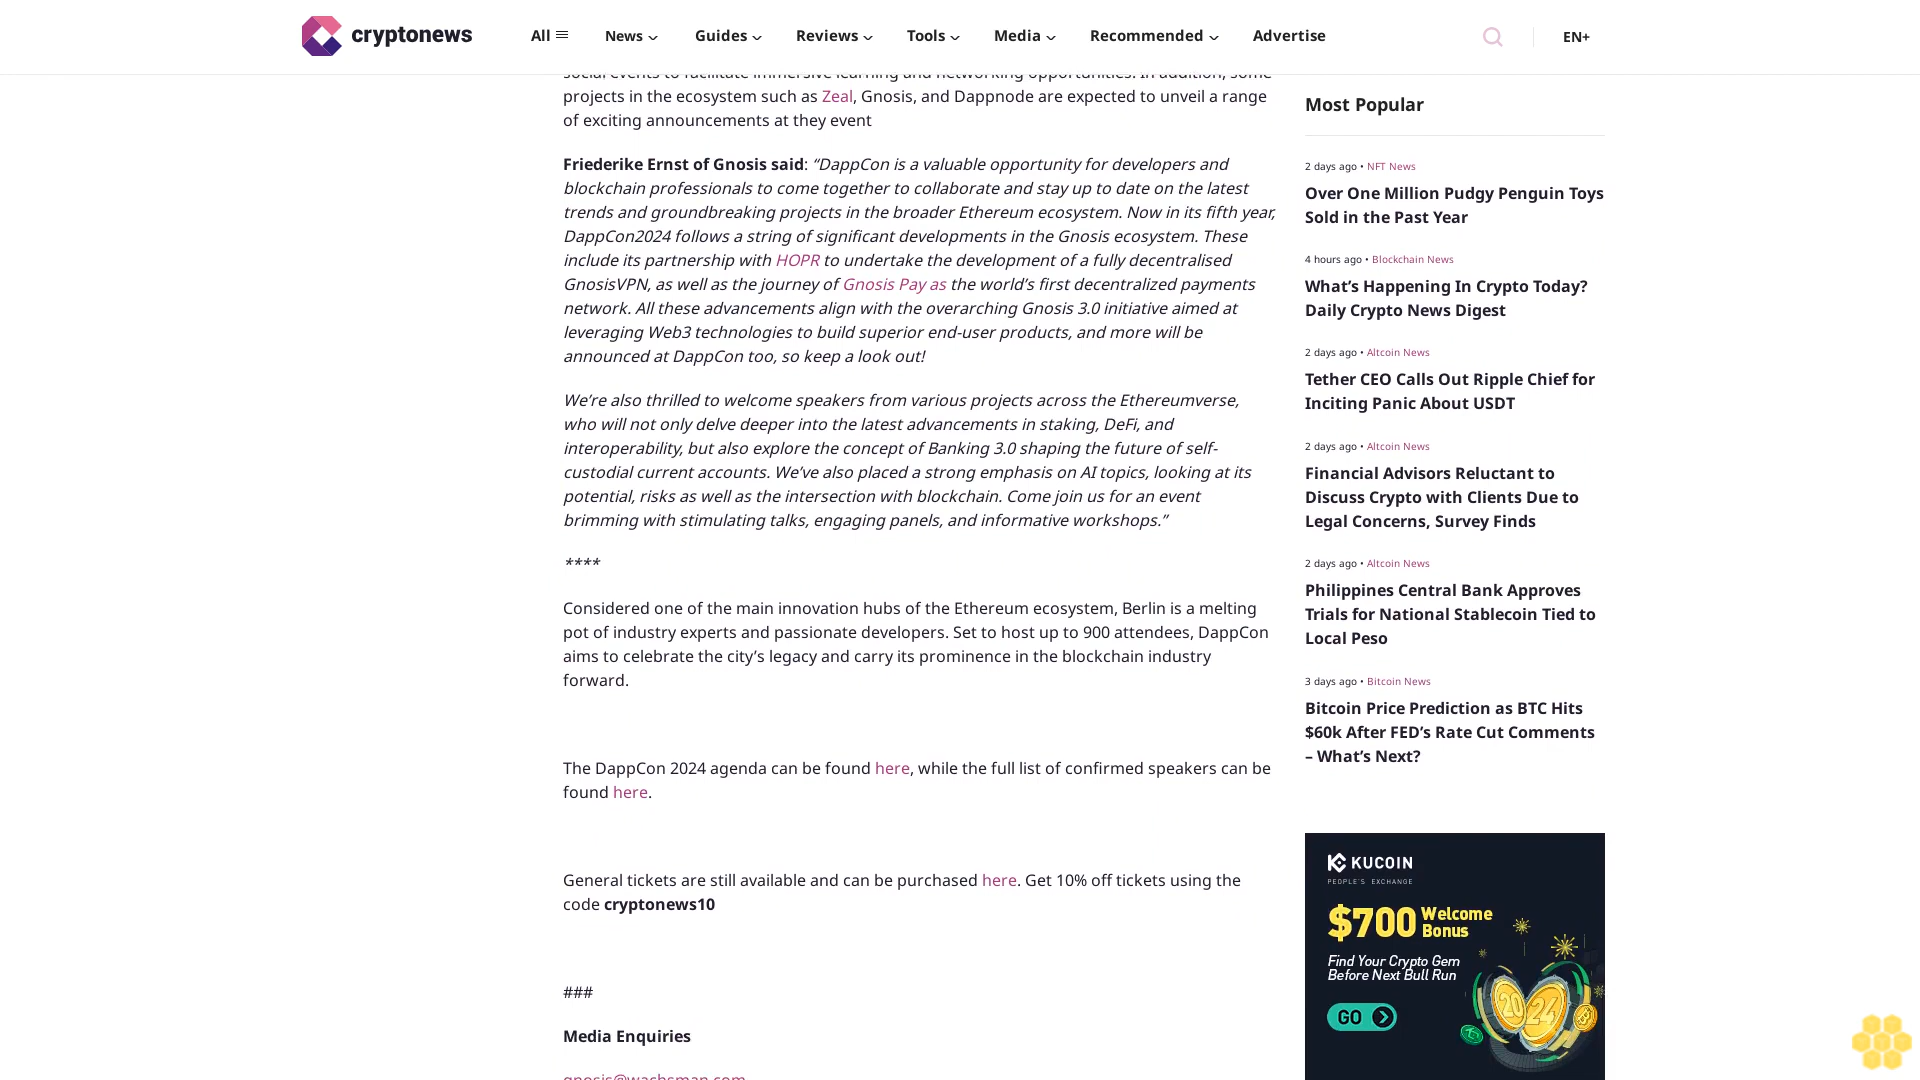 cryptonews
All
News
Guides
Reviews
Tools
Media
Recommended
Advertise
EN+
social events to facilitate immersive learning and networking opportunities. In addition, some
projects in the ecosystem such as Zeal, Gnosis, and Dappnode are expected to unveil a range
of exciting announcements at they event
Friederike Ernst of Gnosis said: “DappCon is a valuable opportunity for developers and
blockchain professionals to come together to collaborate and stay up to date on the latest
trends and groundbreaking projects in the broader Ethereum ecosystem. Now in its fifth year,
DappCon2024 follows a string of significant developments in the Gnosis ecosystem. These
include its partnership with HOPR to undertake the development of a fully decentralised
GnosisVPN, as well as the journey of Gnosis Pay as the world’s first decentralized payments
network. All these advancements align with the overarching Gnosis 3.0 initiative aimed at
leveraging Web3 technologies to build superior end-user products, and more will be
announced at DappCon too, so keep a look out!
We’re also thrilled to welcome speakers from various projects across the Ethereumverse,
who will not only delve deeper into the latest advancements in staking, DeFi, and
interoperability, but also explore the concept of Banking 3.0 shaping the future of self-
custodial current accounts. We’ve also placed a strong emphasis on AI topics, looking at its
potential, risks as well as the intersection with blockchain. Come join us for an event
brimming with stimulating talks, engaging panels, and informative workshops.”
****
Considered one of the main innovation hubs of the Ethereum ecosystem, Berlin is a melting
pot of industry experts and passionate developers. Set to host up to 900 attendees, DappCon
aims to celebrate the city’s legacy and carry its prominence in the blockchain industry
forward.
The DappCon 2024 agenda can be found here, while the full list of confirmed speakers can be
found here.
General tickets are still available and can be purchased here. Get 10% off tickets using the
code cryptonews10
###
Media Enquiries
gnosis@wachsman.com
Most Popular
2 days ago • NFT News
Over One Million Pudgy Penguin Toys
Sold in the Past Year
4 hours ago • Blockchain News
What’s Happening In Crypto Today?
Daily Crypto News Digest
2 days ago • Altcoin News
Tether CEO Calls Out Ripple Chief for
Inciting Panic About USDT
2 days ago • Altcoin News
Financial Advisors Reluctant to
Discuss Crypto with Clients Due to
Legal Concerns, Survey Finds
2 days ago • Altcoin News
Philippines Central Bank Approves
Trials for National Stablecoin Tied to
Local Peso
3 days ago • Bitcoin News
Bitcoin Price Prediction as BTC Hits
$60k After FED’s Rate Cut Comments
– What’s Next?
KUCOIN
PEOPLE'S EXCHANGE
$700 Welcome
Bonus
Find Your Crypto Gem
Before Next Bull Run
GO
20 24